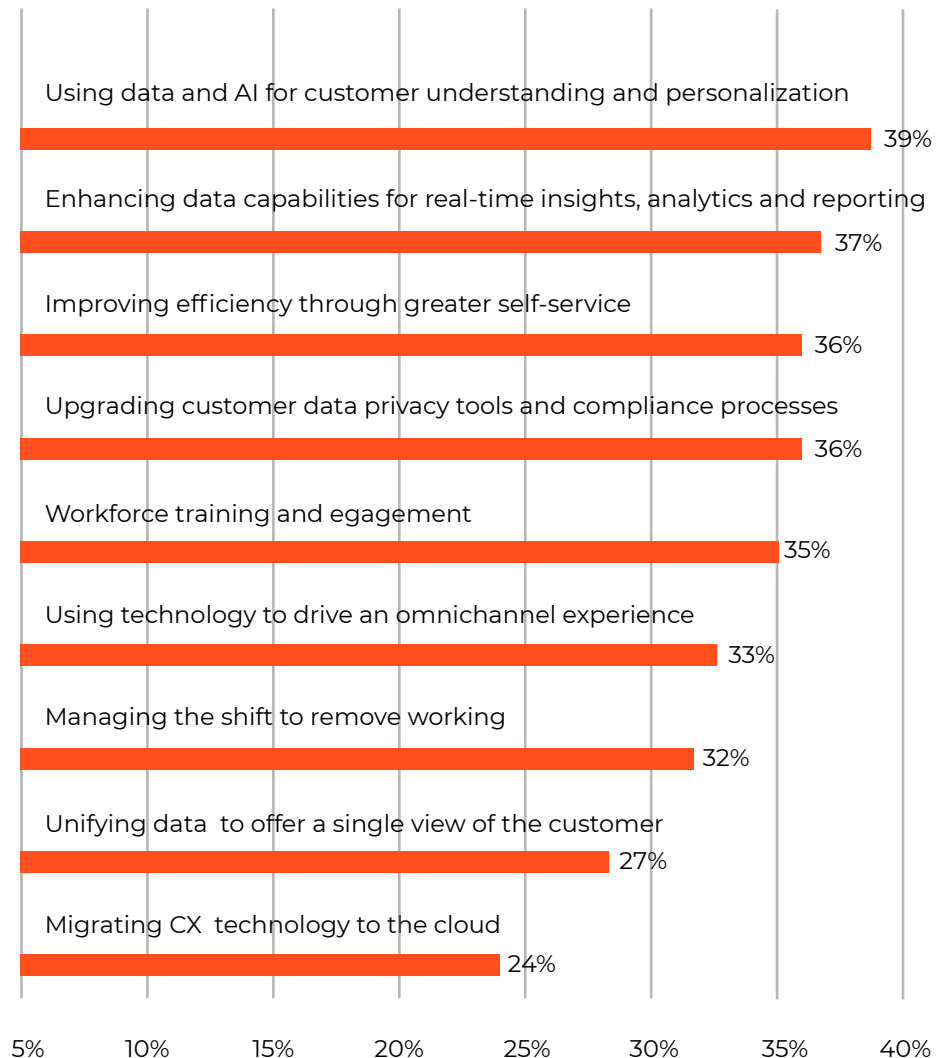 Using data and AI for customer understanding and personalization
39%
Enhancing data capabilities for real-time insights, analytics and reporting
37%
Improving efficiency through greater self-service
36%
Upgrading customer data privacy tools and compliance processes
36%
Workforce training and egagement
35%
Using technology to drive an omnichannel experience
33%
Managing the shift to remove working
32%
Unifying data  to offer a single view of the customer
27%
Migrating CX  technology to the cloud
24%
5% 10% 15% 20% 25% 30% 35% 40%